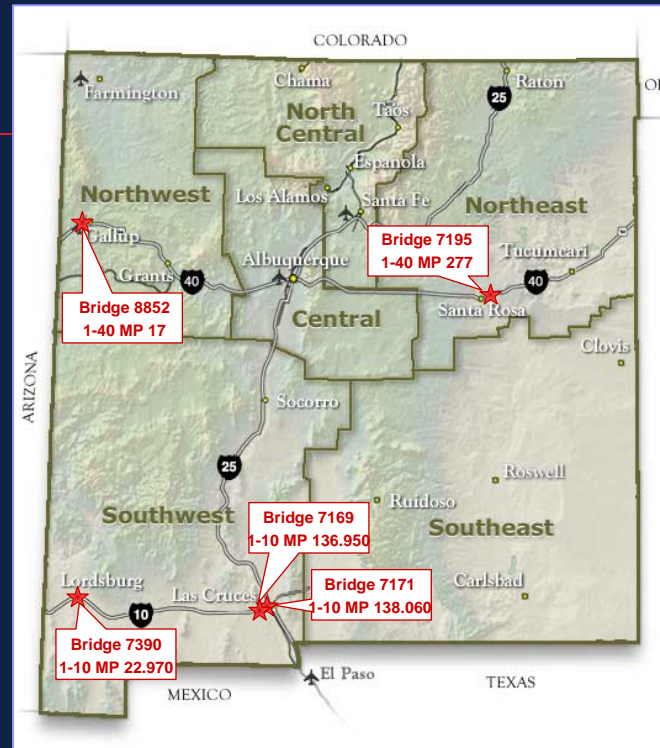 COLORADO
Farmington
Chama
Raton
OK
25
North
Central
Taos
Espanola
Northwest
Los Alamos
Santa Fe
Northeast
Gallup
Bridge 7195
1-40 MP 277
Tucumcari
Albuquerque
Grants
40
40
Bridge 8852
1-40 MP 17
Santa Rosa
Central
Clovis
ARIZONA
Socorro
25
Roswell
Ruidoso
Southwest
Southeast
Bridge 7169
1-10 MP 136.950
Lordsburg
Las Cruces
Bridge 7171
1-10 MP 138.060
Carlsbad
10
Bridge 7390
1-10 MP 22.970
El Paso
MEXICO
TEXAS